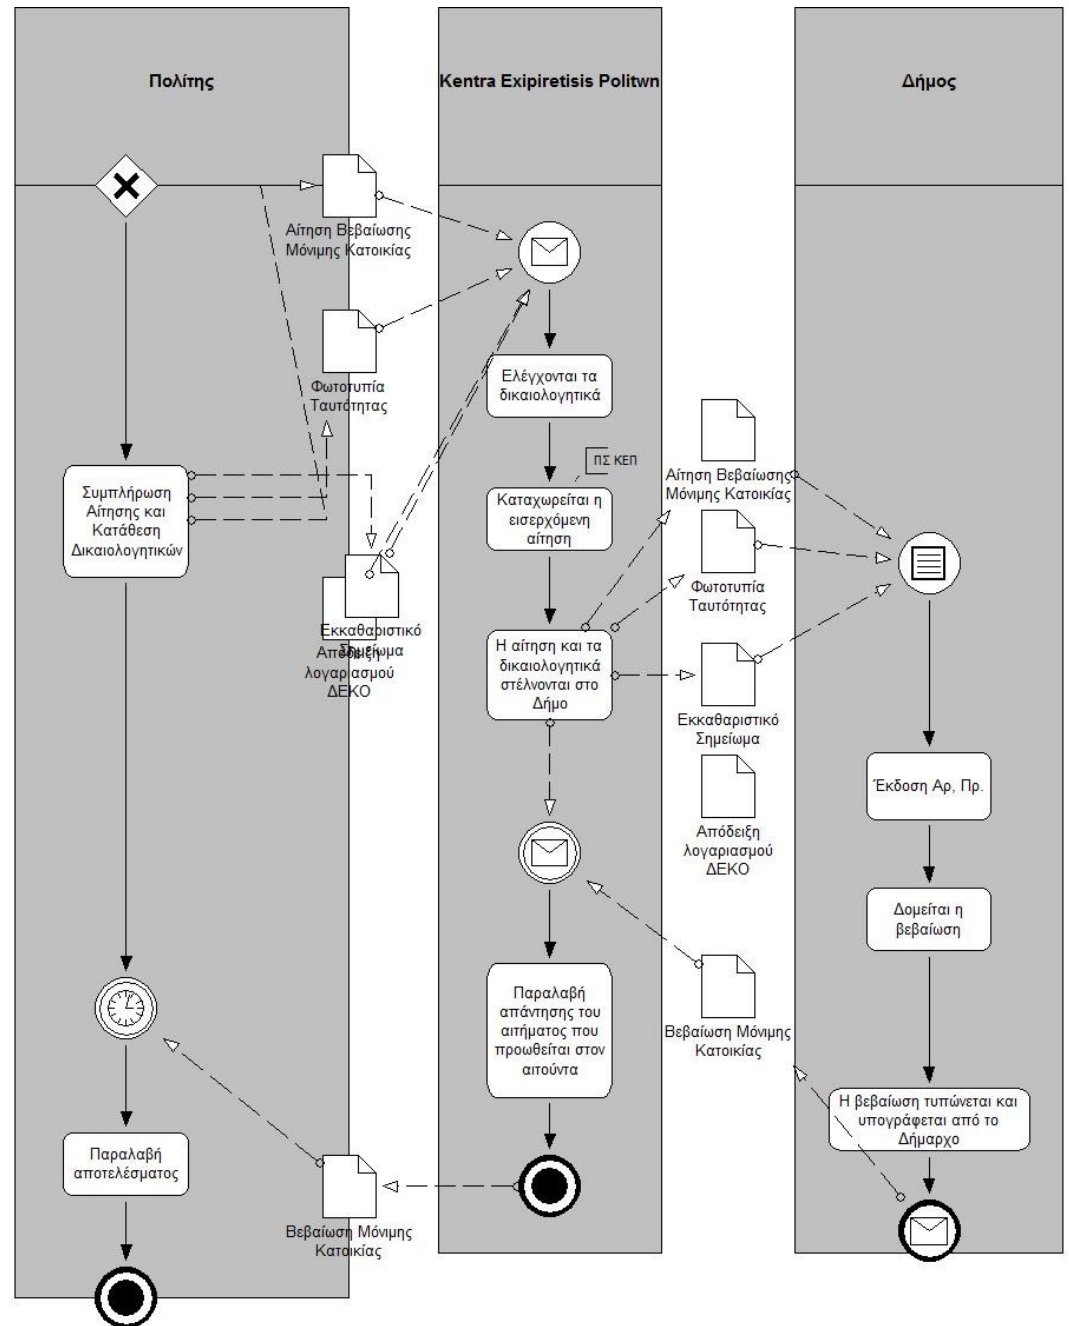 Πολίτης
Kentra Exipiretisis Politwn
Δήμος
Αίτηση Βεβαίωσης
Μόνιμης Κατοικίας
Φωτοτυπία
Ταυτότητας
Συμπλήρωση
Αίτησης και
Κατάθεση
Δικαιολογητικών
Εκκαθαριστικό
Σημείωμα
Απόδειξη
λογαριασμού
ΔΕΚΟ
Ελέγχονται τα
δικαιολογητικά
ΠΣ ΚΕΠ
Καταχωρείται η
εισερχόμενη
αίτηση
Η αίτηση και τα
δικαιολογητικά
στέλνονται στο
Δήμο
Αίτηση Βεβαίωσης
Μόνιμης Κατοικίας
Φωτοτυπία
Ταυτότητας
Εκκαθαριστικό
Σημείωμα
Απόδειξη
λογαριασμού
ΔΕΚΟ
Έκδοση Αρ, Πρ.
Δομείται η
βεβαίωση
Βεβαίωση Μόνιμης
Κατοικίας
Παραλαβή
απάντησης του
αιτήματος που
προωθείται στον
αιτούντα
Η βεβαίωση τυπώνεται και
υπογράφεται από το
Δήμαρχο
Παραλαβή
αποτελέσματος
Βεβαίωση Μόνιμης
Κατοικίας